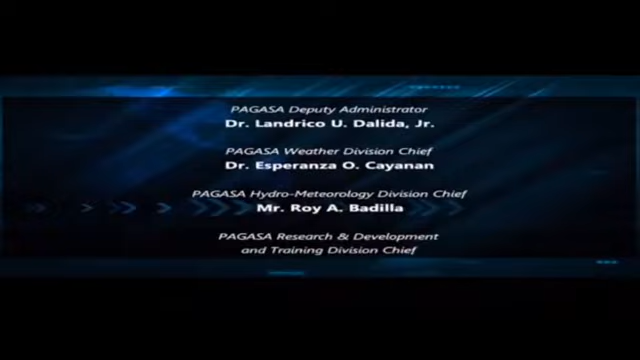 PAGASA Deputy Administrator
Dr. Landrico U. Dalida, Jr.
PAGASA Weather Division Chief
Dr. Esperanza O. Cayanan
PAGASA Hydro-Meteorology Division Chief
Mr. Roy A. Badilla
PAGASA Research & Development
and Training Division Chief